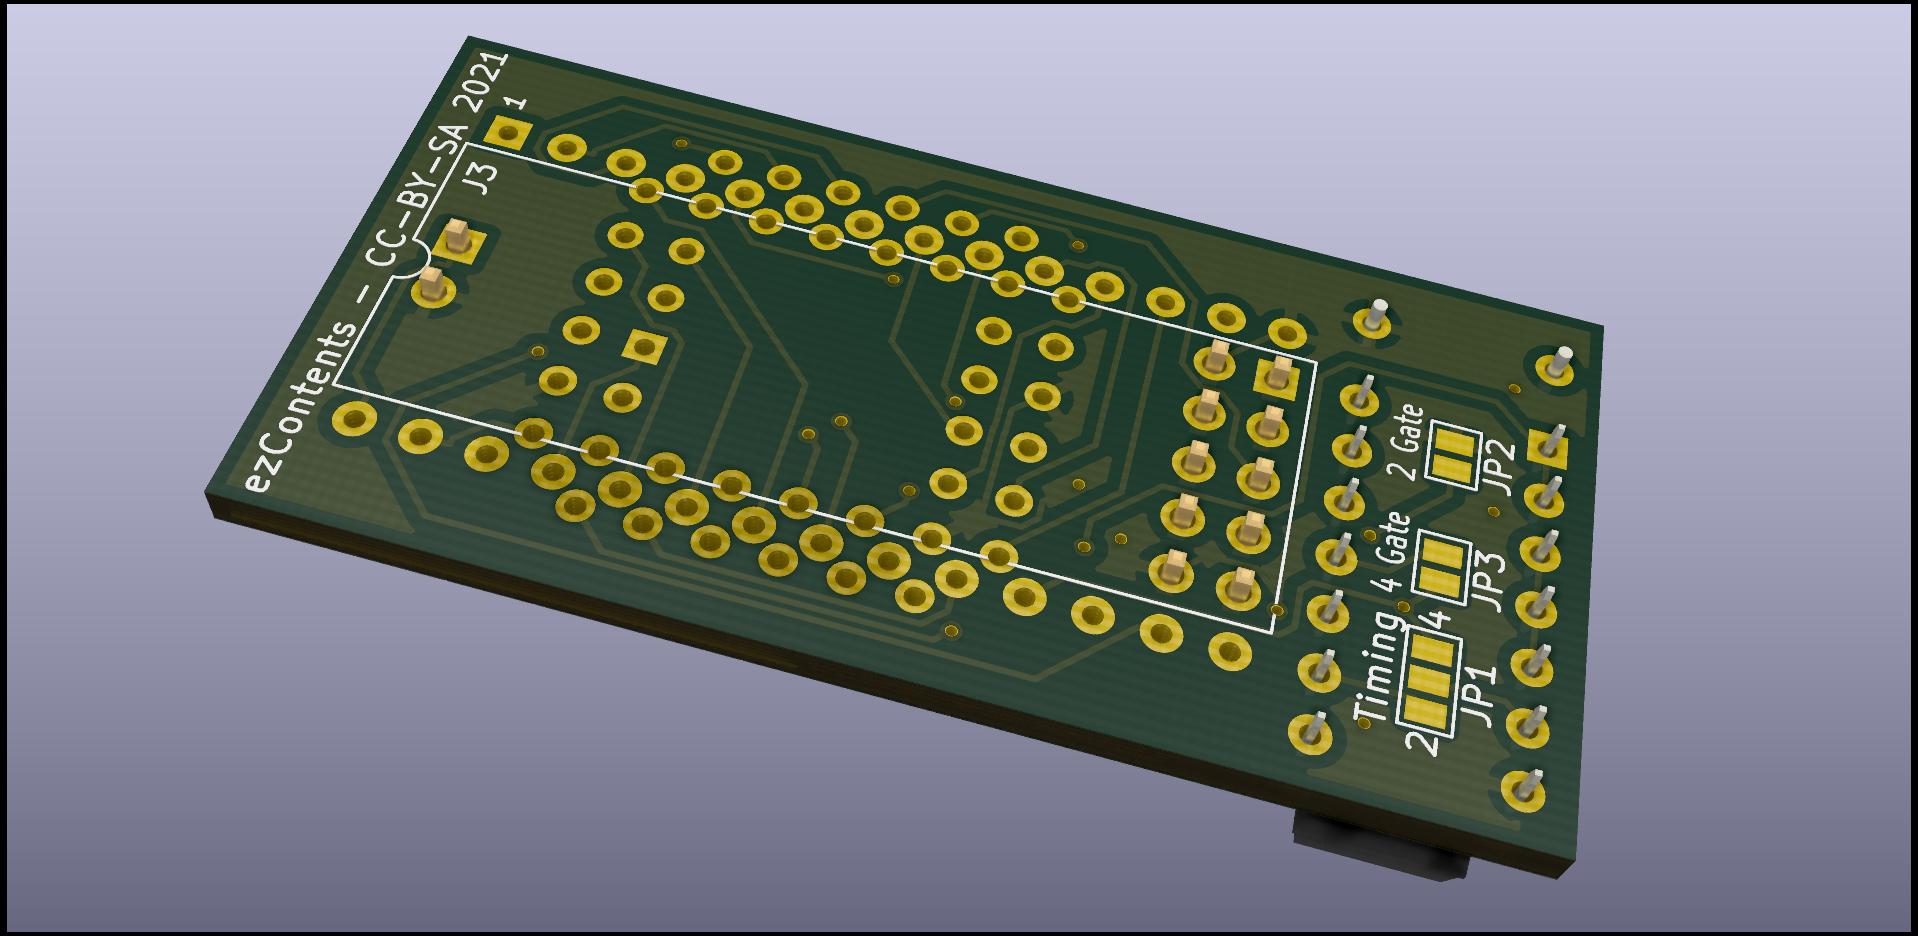 ezContents - CC-BY-SA 2021
1
J3
2 Gate
JP2
4 Gate
JP3
Timing
4
JP1
2